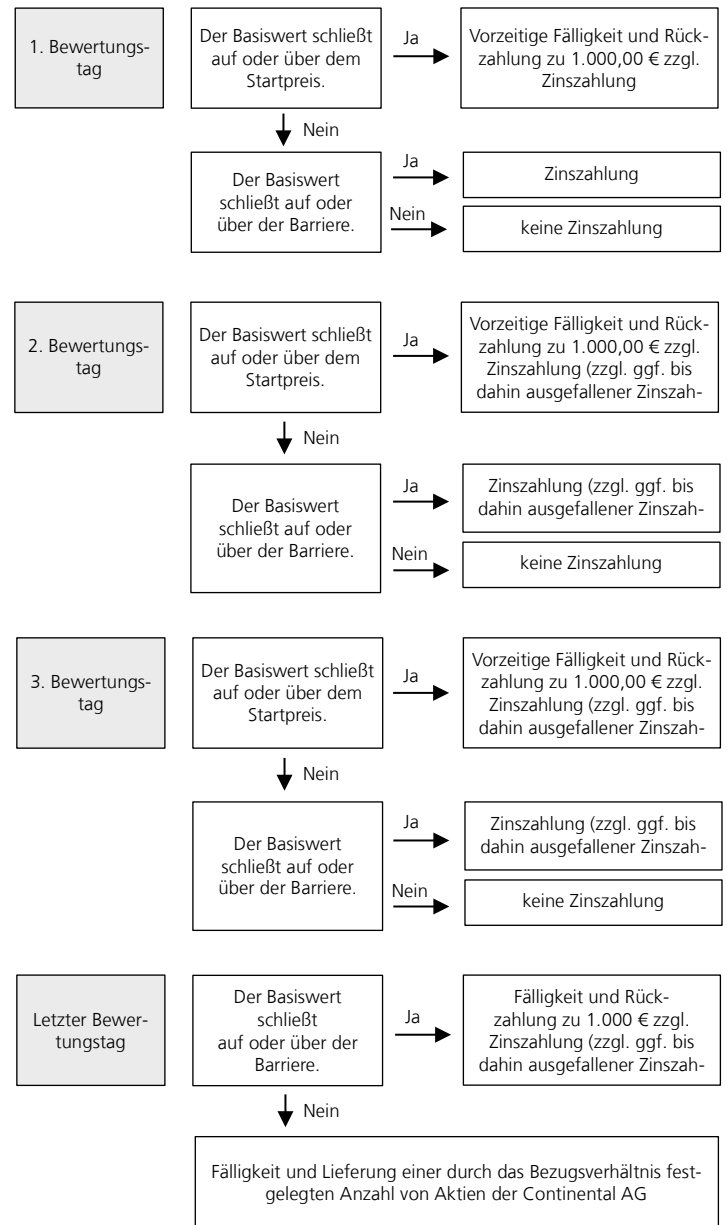 1. Bewertungs-
tag
Der Basiswert schließt
auf oder über dem
Startpreis.
Ja
Vorzeitige Fälligkeit und Rück-
zahlung zu 1.000,00 € zzgl.
Zinszahlung
Nein
Der Basiswert
schließt auf oder
über der Barriere.
Ja
Zinszahlung
Nein
keine Zinszahlung
2. Bewertungs-
tag
Der Basiswert schließt
auf oder über dem
Startpreis.
Ja
Vorzeitige Fälligkeit und Rück-
zahlung zu 1.000,00 € zzgl.
Zinszahlung (zzgl. ggf. bis
dahin ausgefallener Zinszah-
Nein
Der Basiswert
schließt auf oder
über der Barriere.
Ja
Zinszahlung (zzgl. ggf. bis
dahin ausgefallener Zinszah-
Nein
keine Zinszahlung
3. Bewertungs-
tag
Der Basiswert schließt
auf oder über dem
Startpreis.
Ja
Vorzeitige Fälligkeit und Rück-
zahlung zu 1.000,00 € zzgl.
Zinszahlung (zzgl. ggf. bis
dahin ausgefallener Zinszah-
Nein
Der Basiswert
schließt auf oder
über der Barriere.
Ja
Zinszahlung (zzgl. ggf. bis
dahin ausgefallener Zinszah-
Nein
keine Zinszahlung
Letzter Bewer-
tungstag
Der Basiswert
schließt
auf oder über der
Barriere.
Ja
Fälligkeit und Rück-
zahlung zu 1.000 € zzgl.
Zinszahlung (zzgl. ggf. bis
dahin ausgefallener Zinszah-
Nein
Fälligkeit und Lieferung einer durch das Bezugsverhältnis fest-
gelegten Anzahl von Aktien der Continental AG